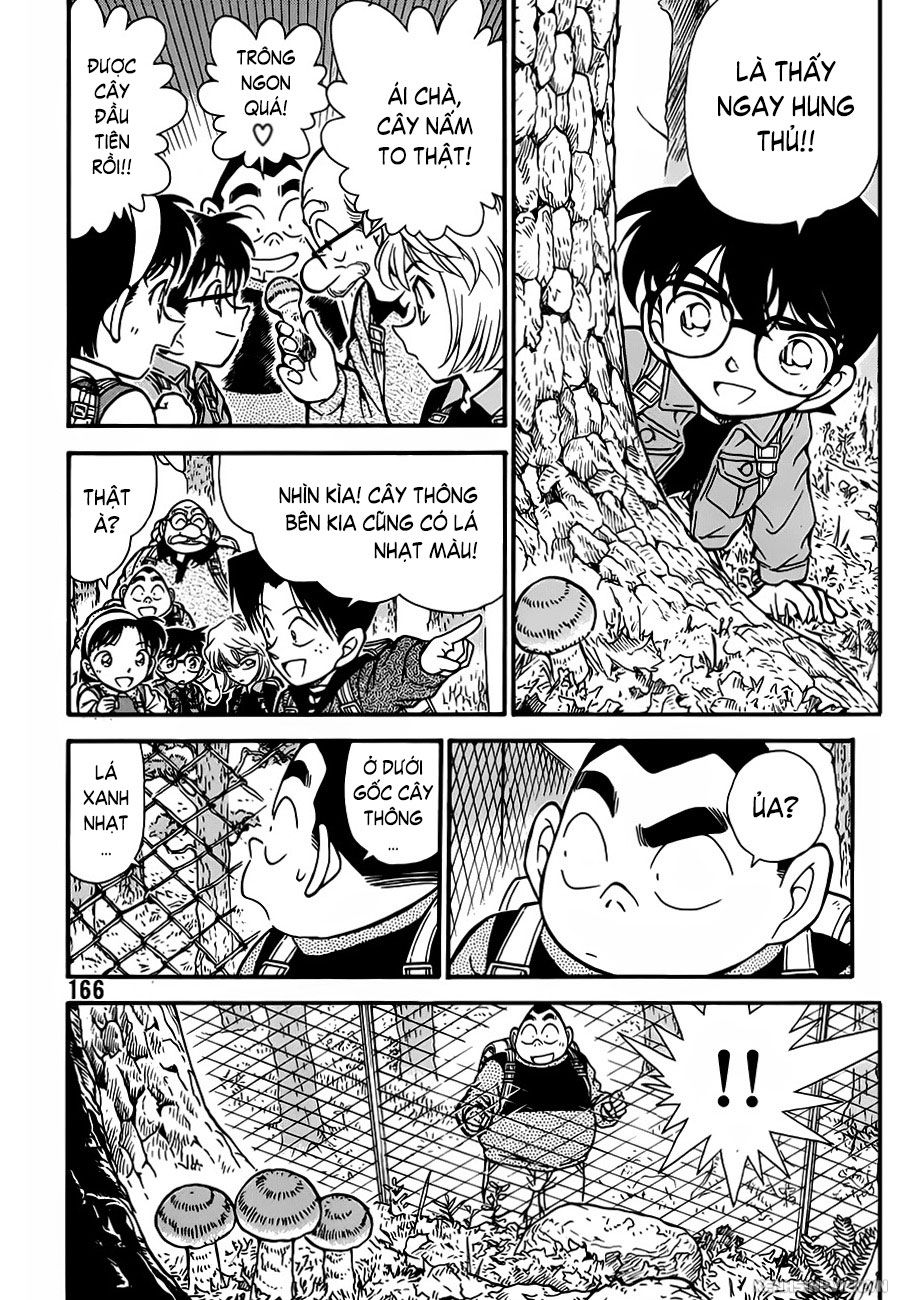 ĐƯỢC
CÂY
ĐẦU
TIÊN
RỒI!!
TRÔNG
NGON
QUÁ!
♡
ÁI CHÀ,
CÂY NẤM
TO THẬT!
LÀ THẤY
NGAY HUNG
THỦ!!
THẬT
À?
NHÌN KÌA! CÂY THÔNG
BÊN KIA CŨNG CÓ LÁ
NHẠT MÀU!
LÁ
XANH
NHẠT
...
Ở DƯỚI
GỐC CÂY
THÔNG
...
ỦA?
166
!!